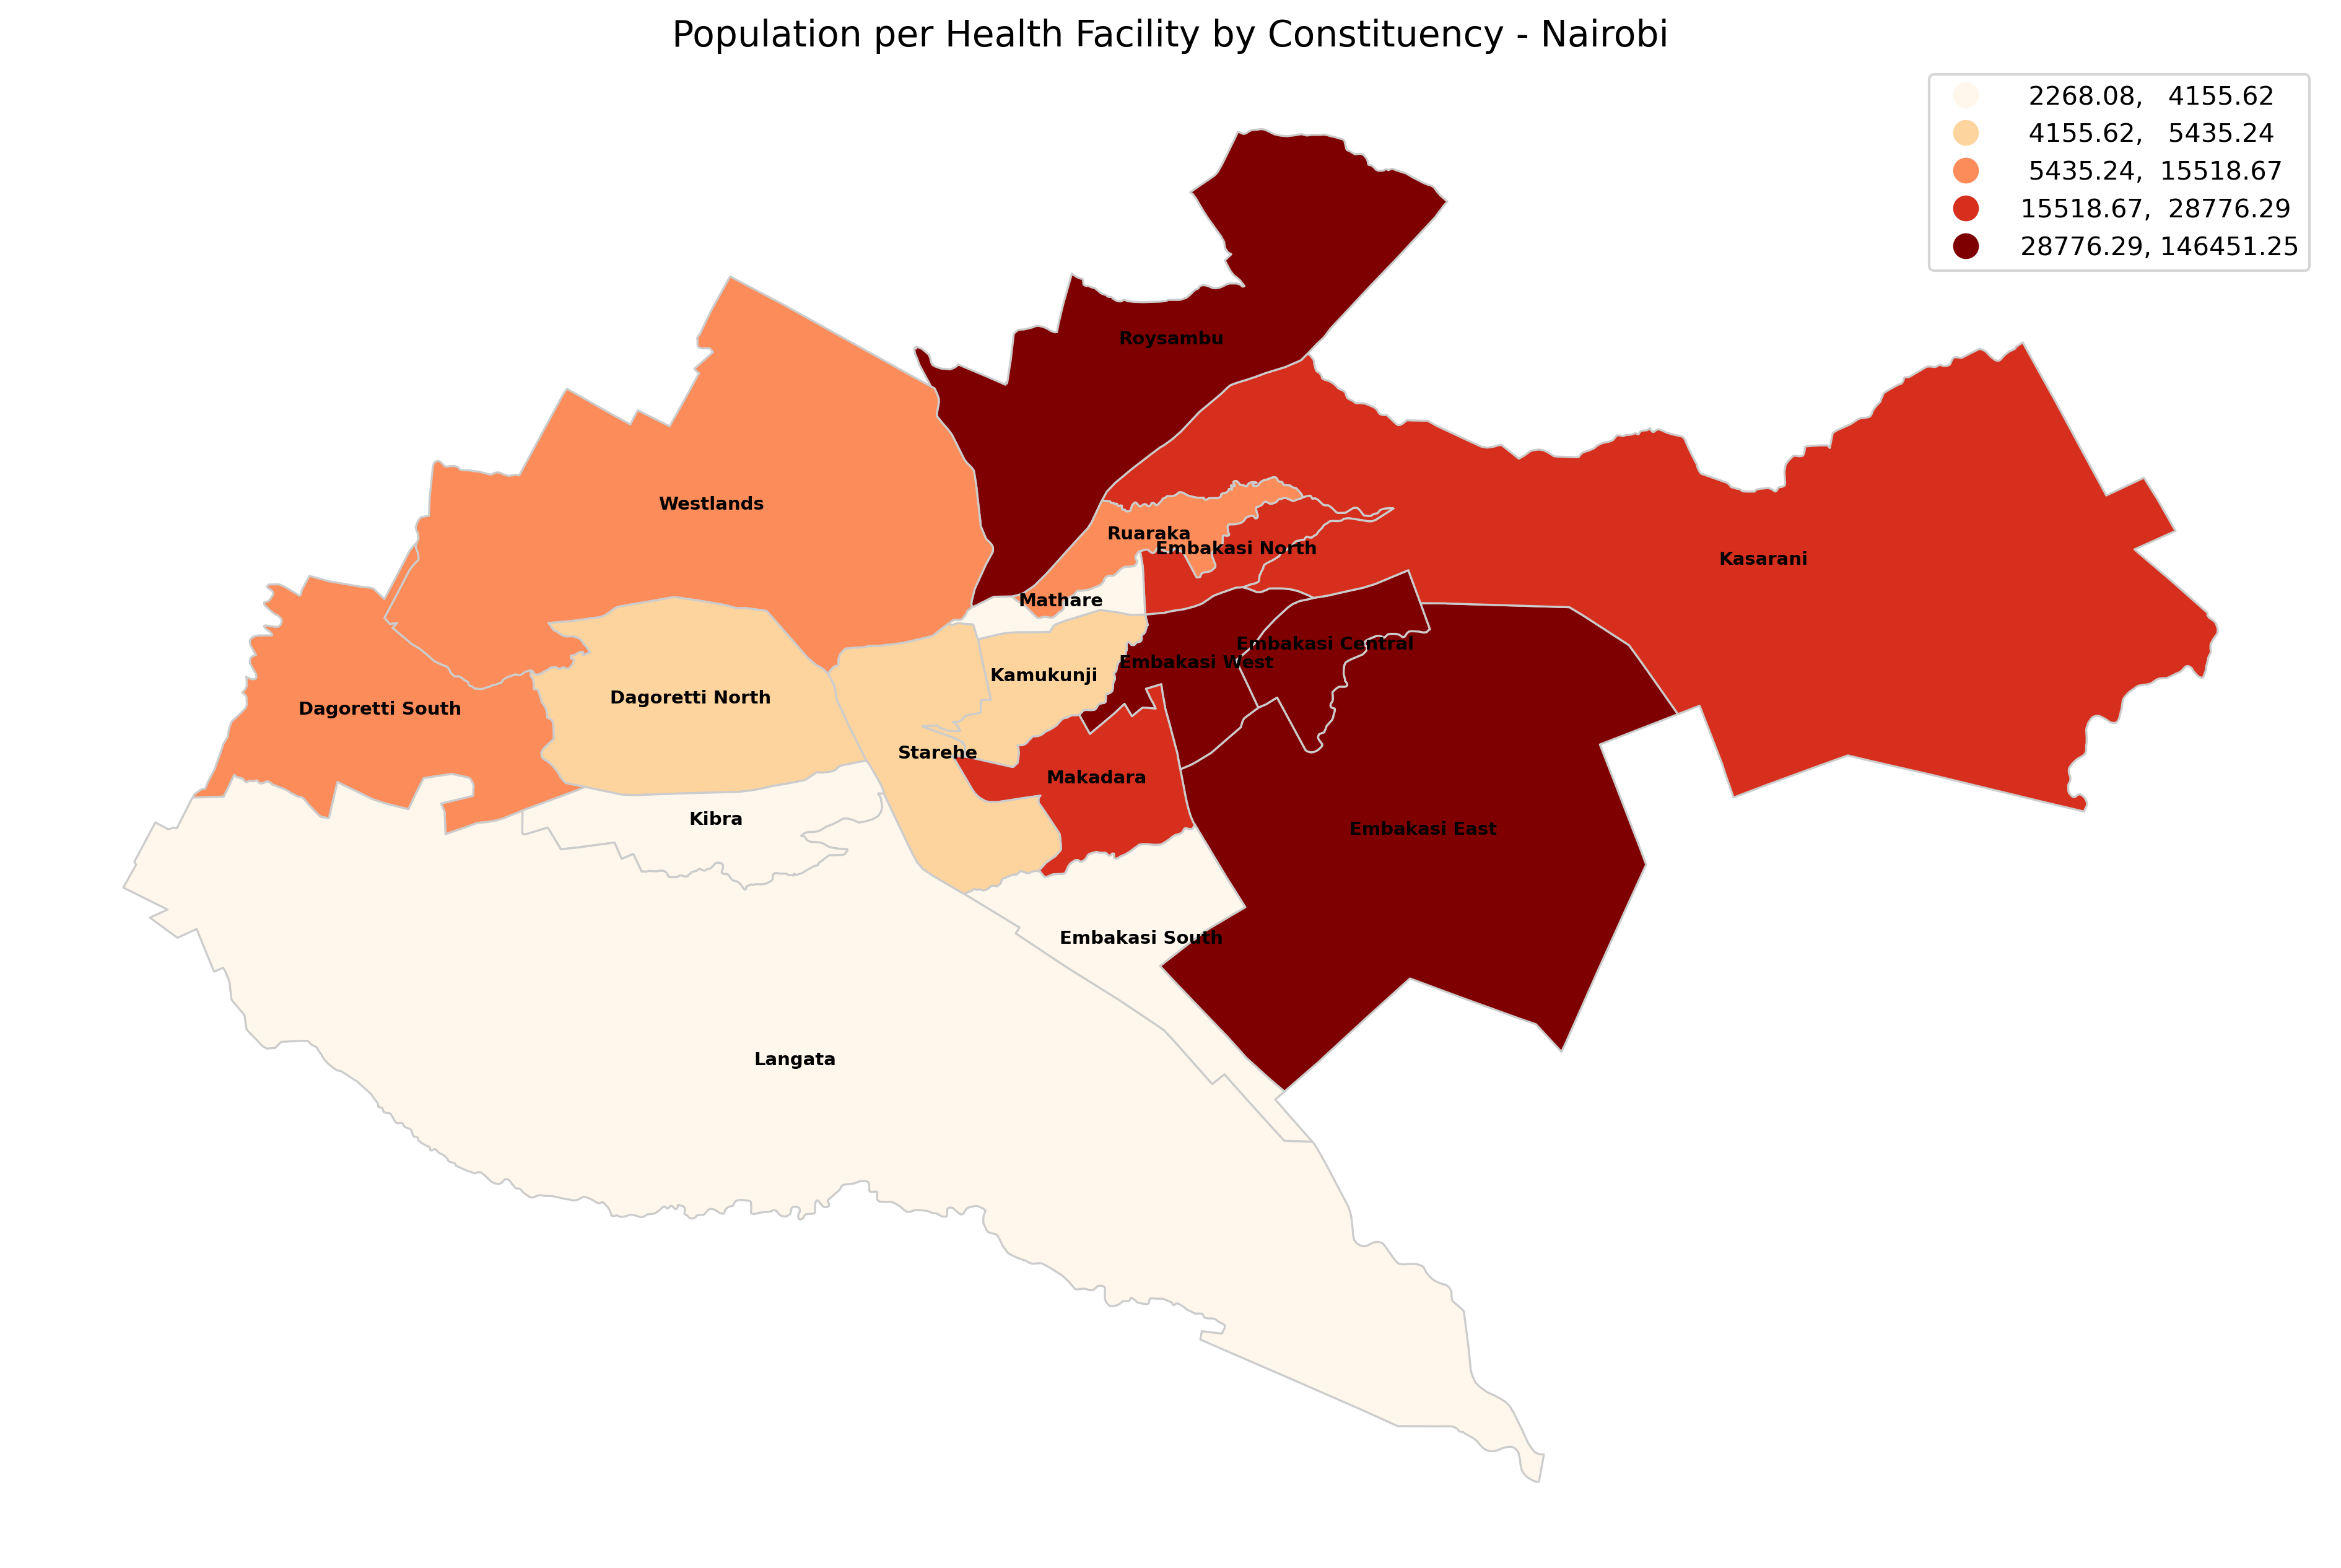 Population per Health Facility by Constituency - Nairobi
2268.08, 4155.62
4155.62, 5435.24
5435.24, 15518.67
15518.67, 28776.29
28776.29, 146451.25
Roysambu
Westlands
Ruaraka
Embakasi North
Kasarani
Mathare
Embakasi Central
Embakasi West
Kamukunji
Dagoretti North
Dagoretti South
Starehe
Makadara
Kibra
Embakasi East
Embakasi South
Langata